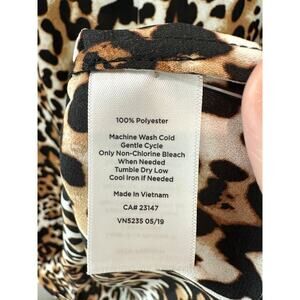 100% Polyester
Machine Wash Cold
Gentle Cycle
Only Non-Chlorine Bleach
When Needed
Tumble Dry Low
Cool Iron If Needed
Made In Vietnam
CA# 23147
VN5235 05/19